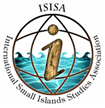 ISISA
International Small Islands Studies Association